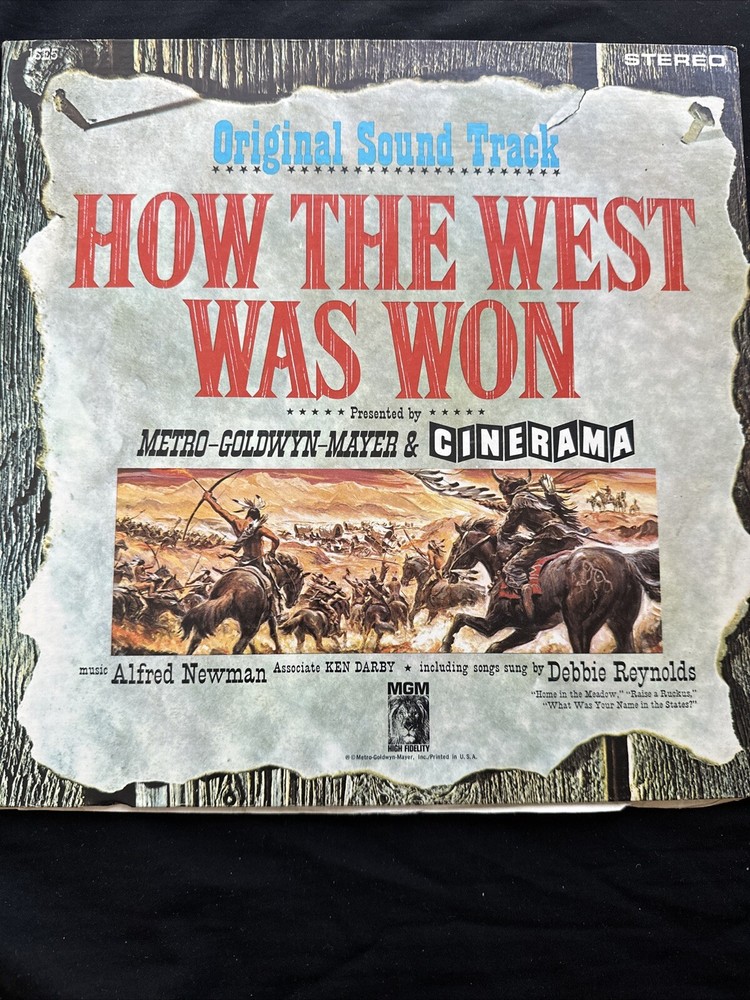 1SE5
STEREO
Original Sound Track
HOW THE WEST
WAS WON
Presented by
METRO-GOLDWYN-MAYER & CINERAMA
music Alfred Newman Associate KEN DARBY ★ including songs sung by Debbie Reynolds
"Home in the Meadow," "Raise a Ruckus,"
"What Was Your Name in the States?"
MGM
HIGH FIDELITY
℗ © Metro-Goldwyn-Mayer, Inc./Printed in U.S.A.